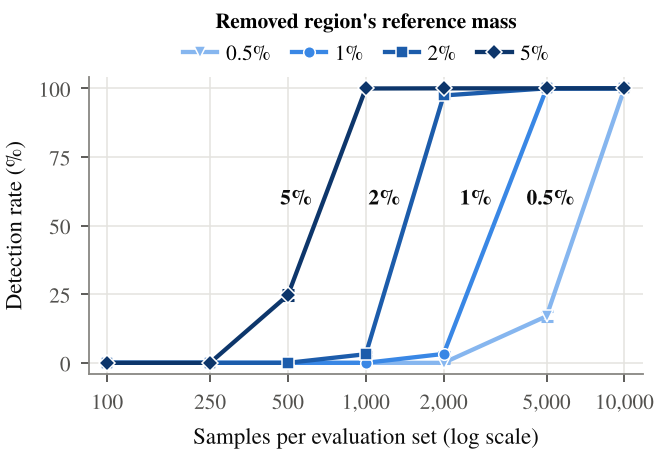 Removed region's reference mass
0.5% 1% 2% 5%
Detection rate (%)
100
75
50
25
0
5% 2% 1% 0.5%
100 250 500 1,000 2,000 5,000 10,000
Samples per evaluation set (log scale)